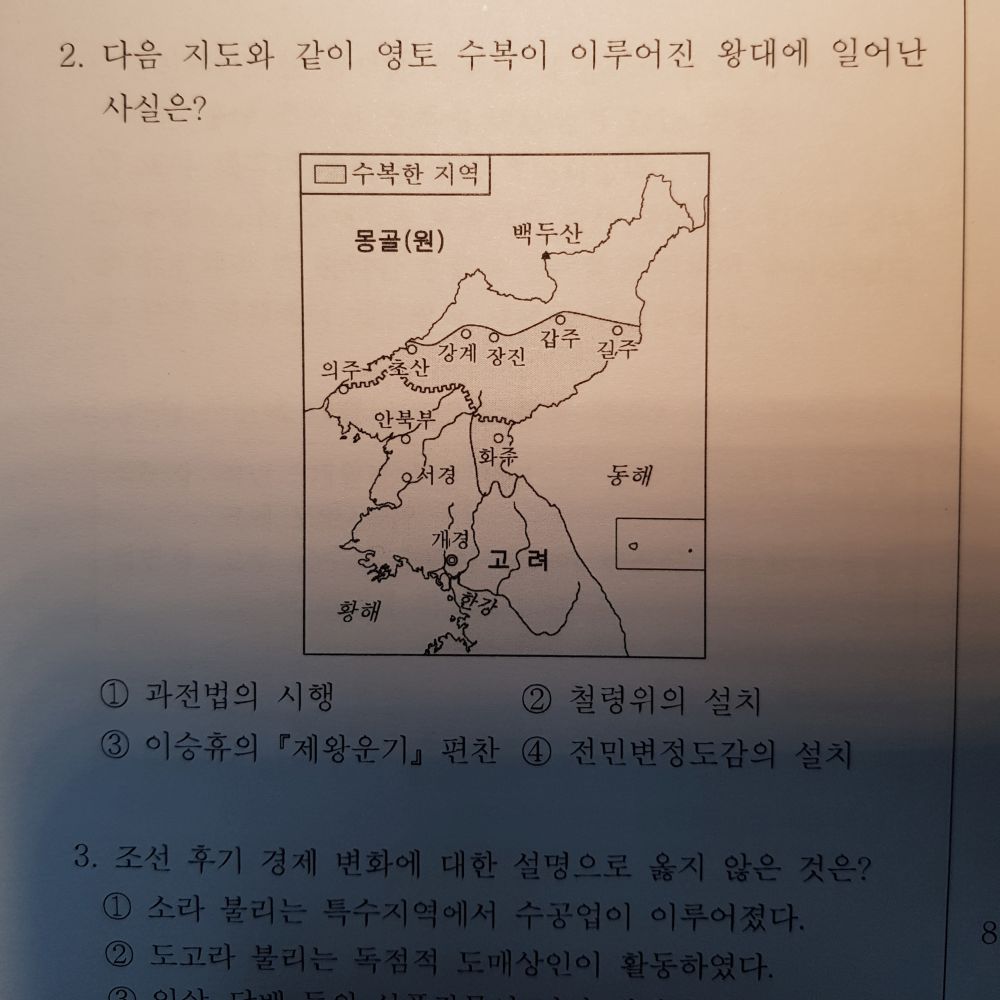 2. 다음 지도와 같이 영토 수복이 이루어진 왕대에 일어난
사실은?
수복한 지역
몽골(원)
백두산
갑주
길주
강계
장진
초산
의주
안북부
화주
서경
동해
개경
고려
한강
황해
① 과전법의 시행
② 철령위의 설치
③ 이승휴의 『제왕운기』 편찬
④ 전민변정도감의 설치
3. 조선 후기 경제 변화에 대한 설명으로 옳지 않은 것은?
① 소라 불리는 특수지역에서 수공업이 이루어졌다.
② 도고라 불리는 독점적 도매상인이 활동하였다.
8